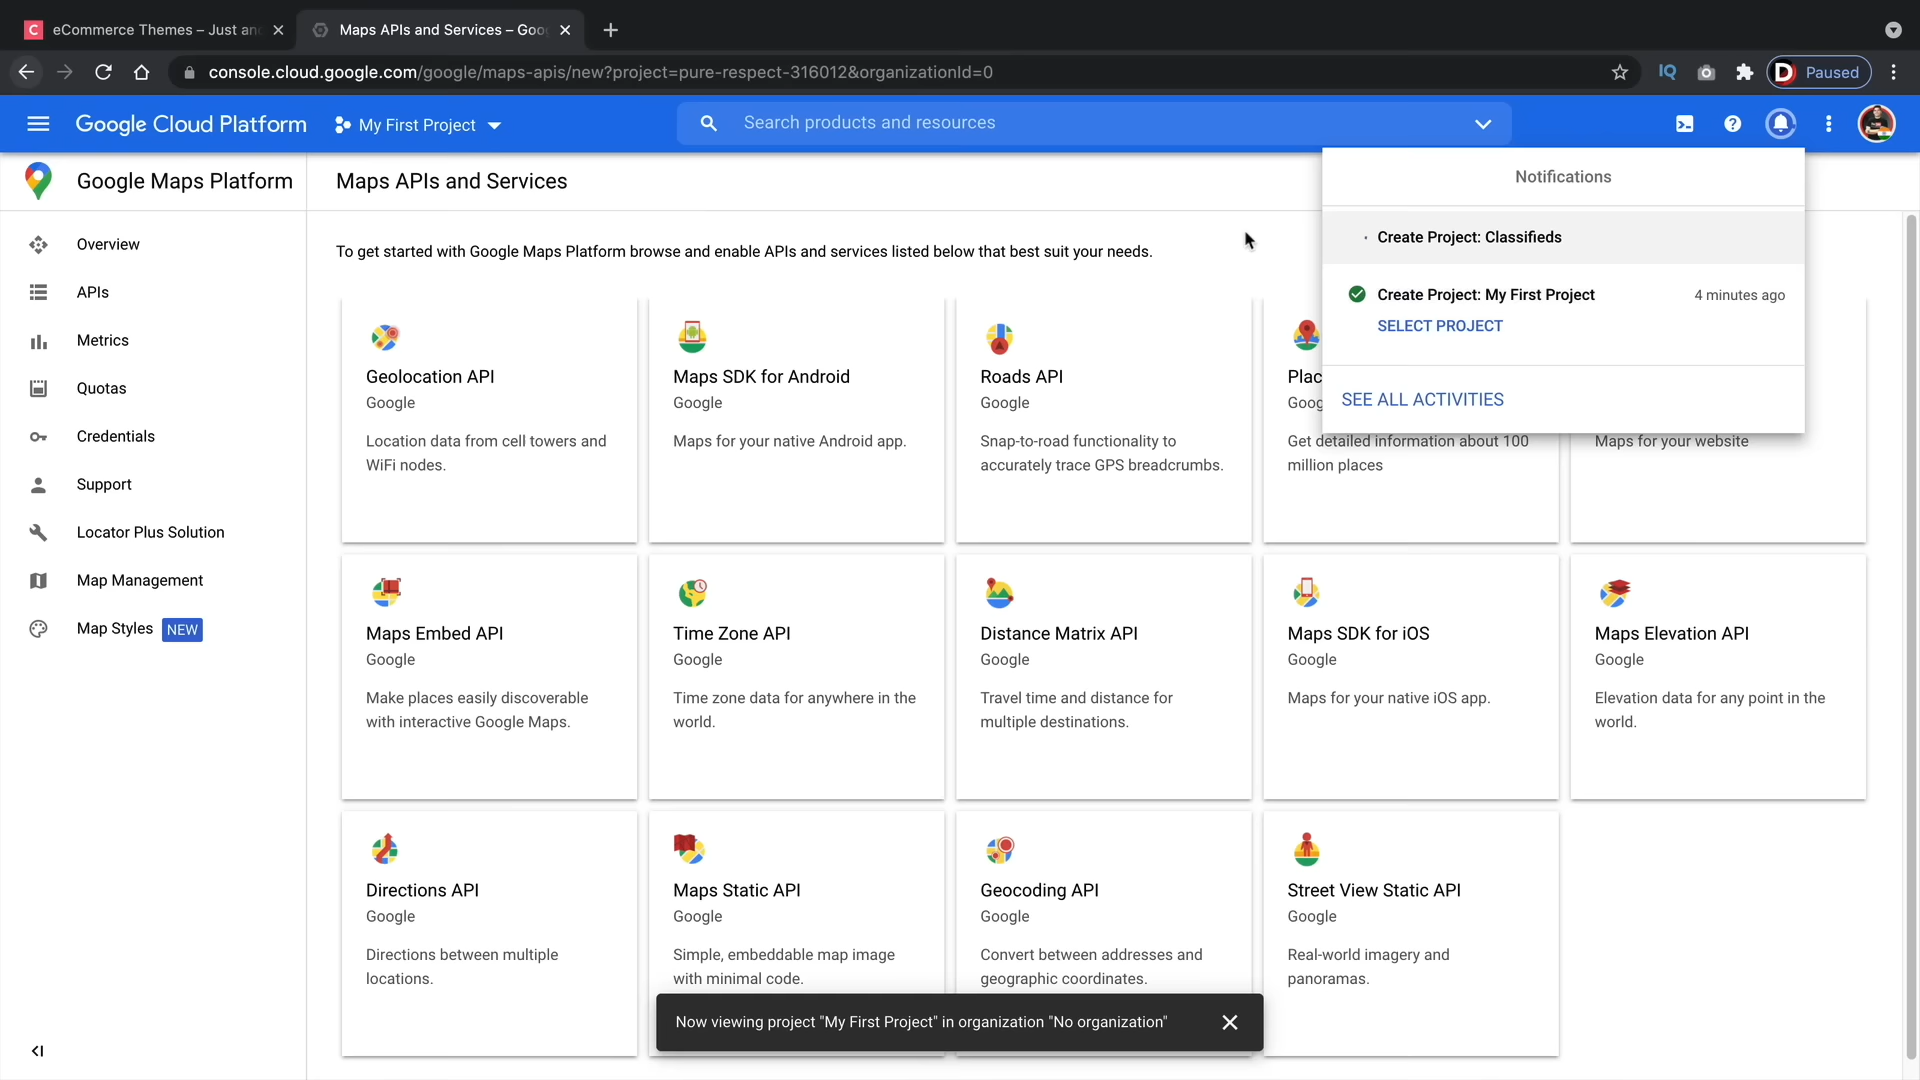 eCommerce Themes – Just an
Maps APIs and Services – Goo
console.cloud.google.com/google/maps-apis/new?project=pure-respect-316012&organizationId=0
IQ
Paused
Google Cloud Platform
My First Project
Search products and resources
Google Maps Platform
Maps APIs and Services
Notifications
Create Project: Classifieds
Create Project: My First Project
4 minutes ago
SELECT PROJECT
SEE ALL ACTIVITIES
Overview
APIs
Metrics
Quotas
Credentials
Support
Locator Plus Solution
Map Management
Map Styles NEW
To get started with Google Maps Platform browse and enable APIs and services listed below that best suit your needs.
Geolocation API
Google
Location data from cell towers and
WiFi nodes.
Maps SDK for Android
Google
Maps for your native Android app.
Roads API
Google
Snap-to-road functionality to
accurately trace GPS breadcrumbs.
Plac
Goog
Get detailed information about 100
million places
Maps for your website
Maps Embed API
Google
Make places easily discoverable
with interactive Google Maps.
Time Zone API
Google
Time zone data for anywhere in the
world.
Distance Matrix API
Google
Travel time and distance for
multiple destinations.
Maps SDK for iOS
Google
Maps for your native iOS app.
Maps Elevation API
Google
Elevation data for any point in the
world.
Directions API
Google
Directions between multiple
locations.
Maps Static API
Google
Simple, embeddable map image
with minimal code.
Geocoding API
Google
Convert between addresses and
geographic coordinates.
Street View Static API
Google
Real-world imagery and
panoramas.
Now viewing project "My First Project" in organization "No organization"